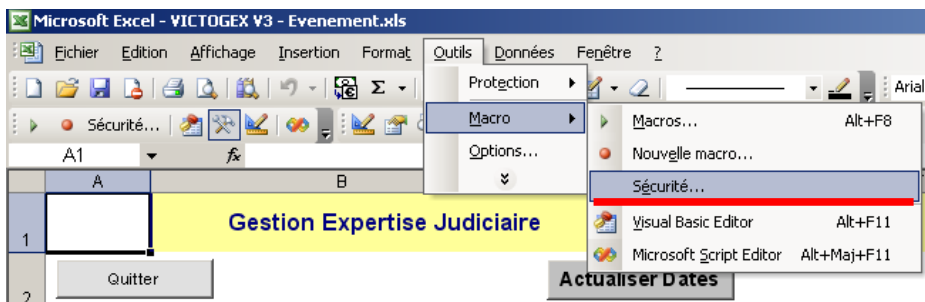 Microsoft Excel - VICTOGEX V3 - Evenement.xls
Fichier Edition Affichage Insertion Format Outils Données Fenêtre ?
Protection
Σ Arial
Sécurité... Macro Macros... Alt+F8
Options... Nouvelle macro...
A1 fx
A B Sécurité...
1 Gestion Expertise Judiciaire Visual Basic Editor Alt+F11
Microsoft Script Editor Alt+Maj+F11
2 Quitter Actualiser Dates